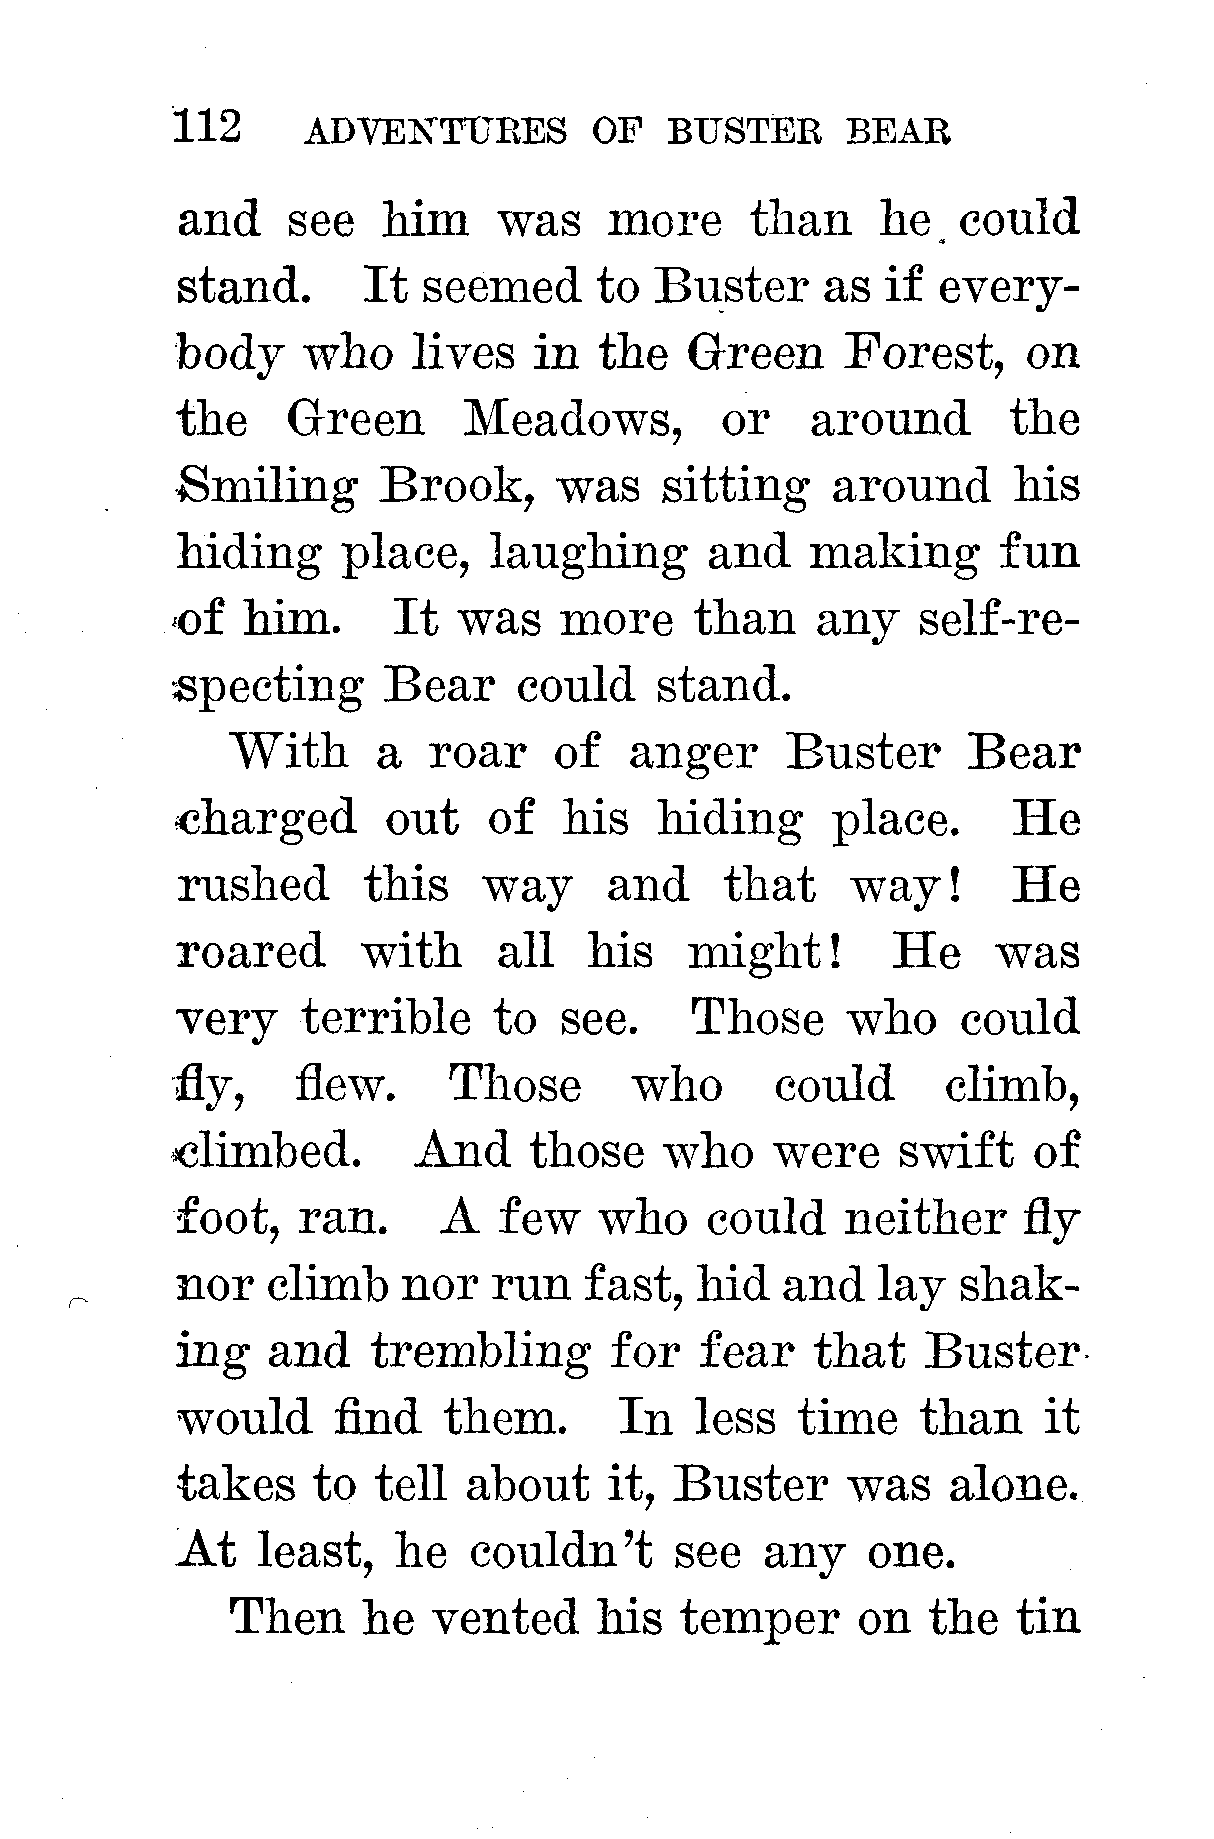 112 ADVENTURES OF BUSTER BEAR
and see him was more than he could
stand. It seemed to Buster as if every-
body who lives in the Green Forest, on
the Green Meadows, or around the
Smiling Brook, was sitting around his
hiding place, laughing and making fun
of him. It was more than any self-re-
specting Bear could stand.
With a roar of anger Buster Bear
charged out of his hiding place. He
rushed this way and that way! He
roared with all his might! He was
very terrible to see. Those who could
fly, flew. Those who could climb,
climbed. And those who were swift of
foot, ran. A few who could neither fly
nor climb nor run fast, hid and lay shak-
ing and trembling for fear that Buster
would find them. In less time than it
takes to tell about it, Buster was alone.
At least, he couldn't see any one.
Then he vented his temper on the tin